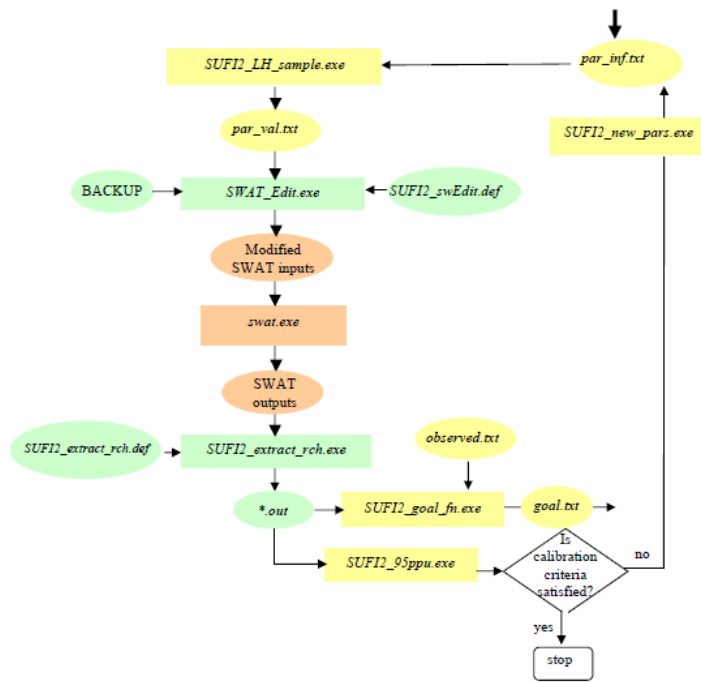 par_inf.txt
SUFI2_LH_sample.exe
par_val.txt
SUFI2_new_pars.exe
BACKUP
SWAT_Edit.exe
SUFI2_swEdit.def
Modified
SWAT inputs
swat.exe
SWAT
outputs
SUFI2_extract_rch.def
SUFI2_extract_rch.exe
observed.txt
*.out
SUFI2_goal_fn.exe
goal.txt
SUFI2_95ppu.exe
Is
calibration
criteria
satisfied?
no
yes
stop